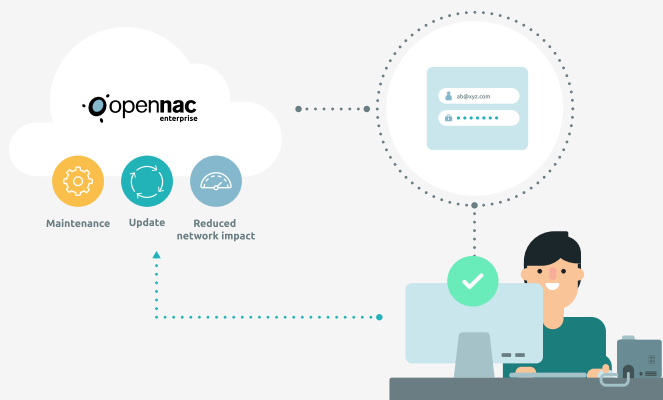 opennac
enterprise
ab@xyz.com
Maintenance
Update
Reduced
network impact